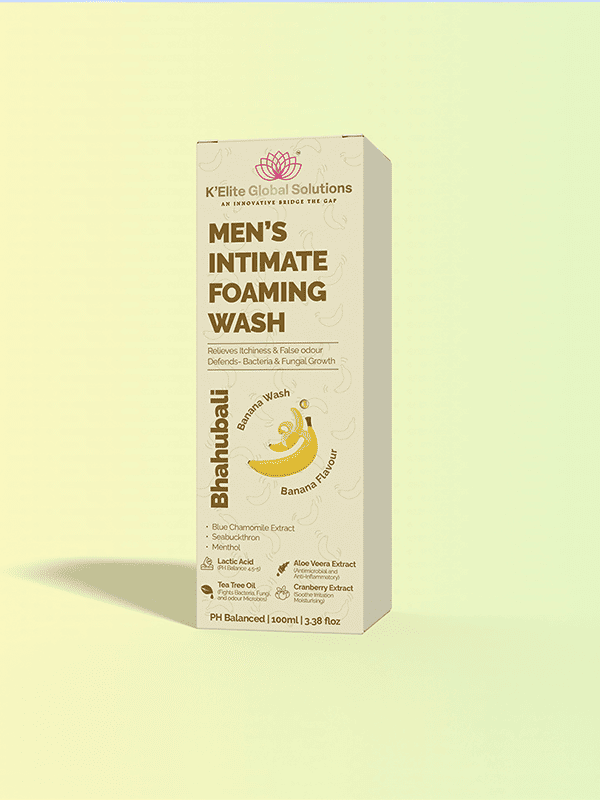 K'Elite Global Solutions
AN INNOVATIVE BRIDGE THE GAP
MEN'S
INTIMATE
FOAMING
WASH
Relieves Itchiness & False odour
Defends- Bacteria & Fungal Growth
Bhahubali
Banana Wash
Banana Flavour
• Blue Chamomile Extract
• Seabuckthron
• Menthol
Lactic Acid
(PH Balance 4.5-5)
Aloe Veera Extract
(Antimicrobial and
Anti-Inflammatory)
Tea Tree Oil
(Fights Bacteria, Fungi,
and odour Microbes)
Cranberry Extract
(Soothe Irritation
Moisturising)
PH Balanced | 100ml | 3.38 floz